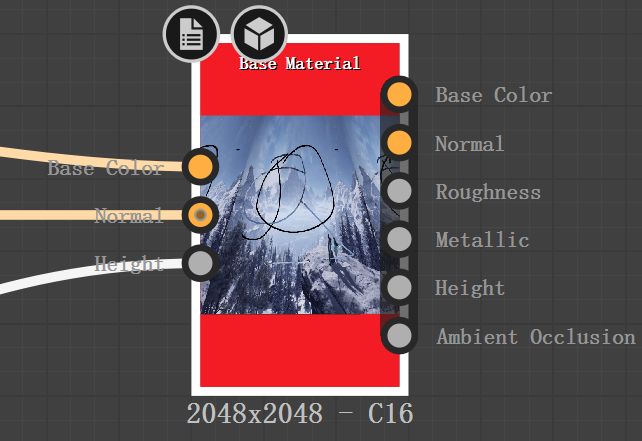 Base Material
Base Color
Normal
Height
Base Color
Normal
Roughness
Metallic
Height
Ambient Occlusion
2048x2048 - C16